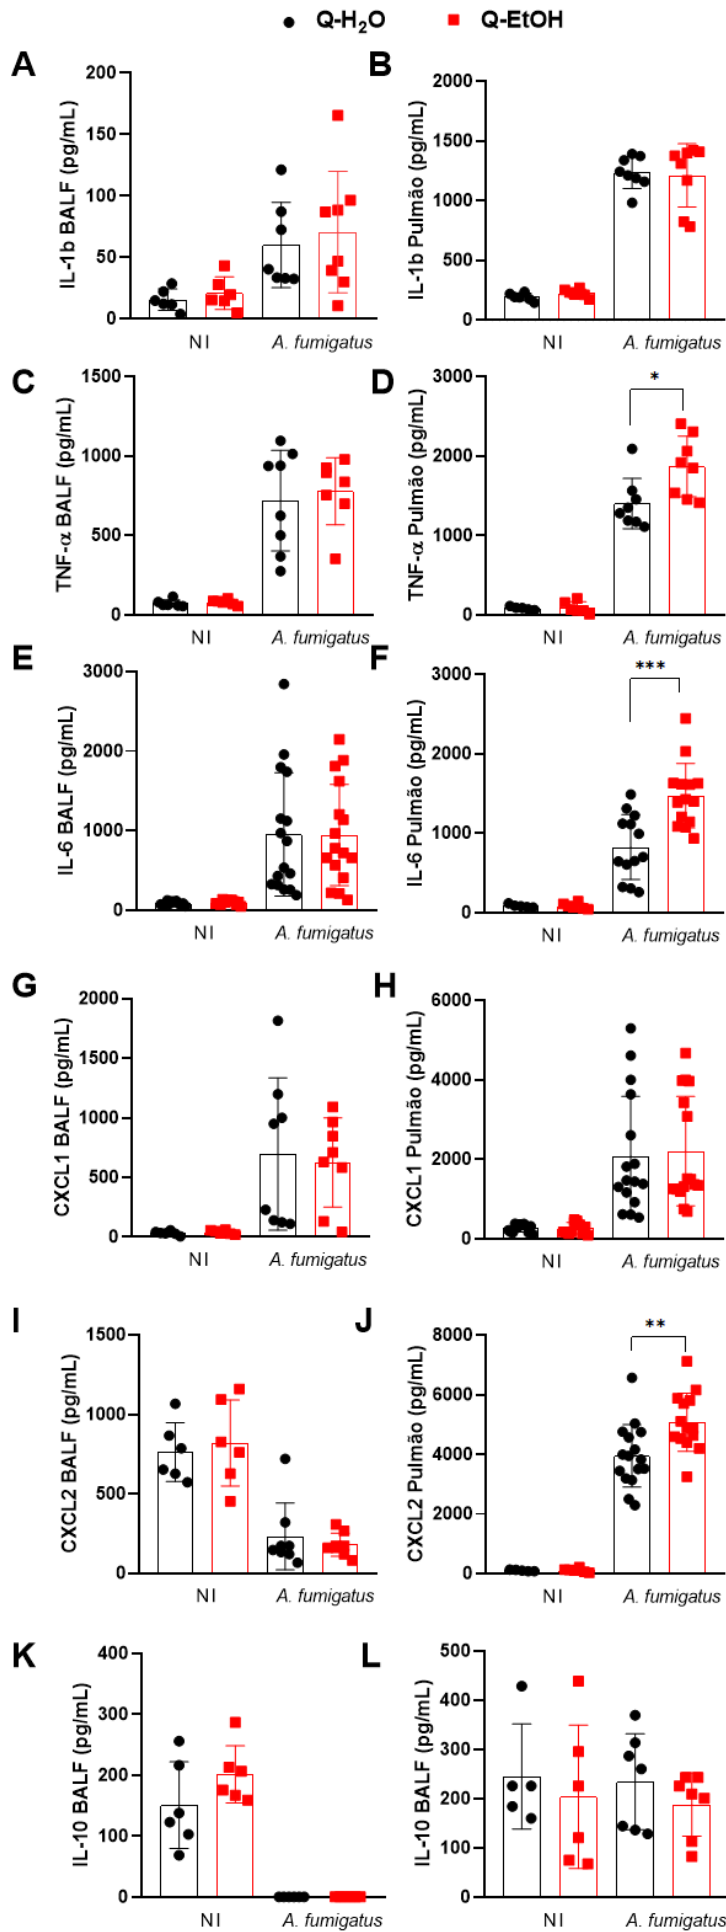 Q-H₂O Q-EtOH
A B
IL-1b BALF (pg/mL)
200
150
100
50
0
NI A. fumigatus
IL-1b Pulmão (pg/mL)
2000
1500
1000
500
0
NI A. fumigatus
C D
TNF-α BALF (pg/mL)
1500
1000
500
0
NI A. fumigatus
TNF-α Pulmão (pg/mL)
3000
2000
1000
0
*
NI A. fumigatus
E F
IL-6 BALF (pg/mL)
3000
2000
1000
0
NI A. fumigatus
IL-6 Pulmão (pg/mL)
3000
2000
1000
0
***
NI A. fumigatus
G H
CXCL1 BALF (pg/mL)
2000
1500
1000
500
0
NI A. fumigatus
CXCL1 Pulmão (pg/mL)
6000
4000
2000
0
NI A. fumigatus
I J
CXCL2 BALF (pg/mL)
1500
1000
500
0
NI A. fumigatus
CXCL2 Pulmão (pg/mL)
8000
6000
4000
2000
0
**
NI A. fumigatus
K L
IL-10 BALF (pg/mL)
400
300
200
100
0
NI A. fumigatus
IL-10 BALF (pg/mL)
500
400
300
200
100
0
NI A. fumigatus